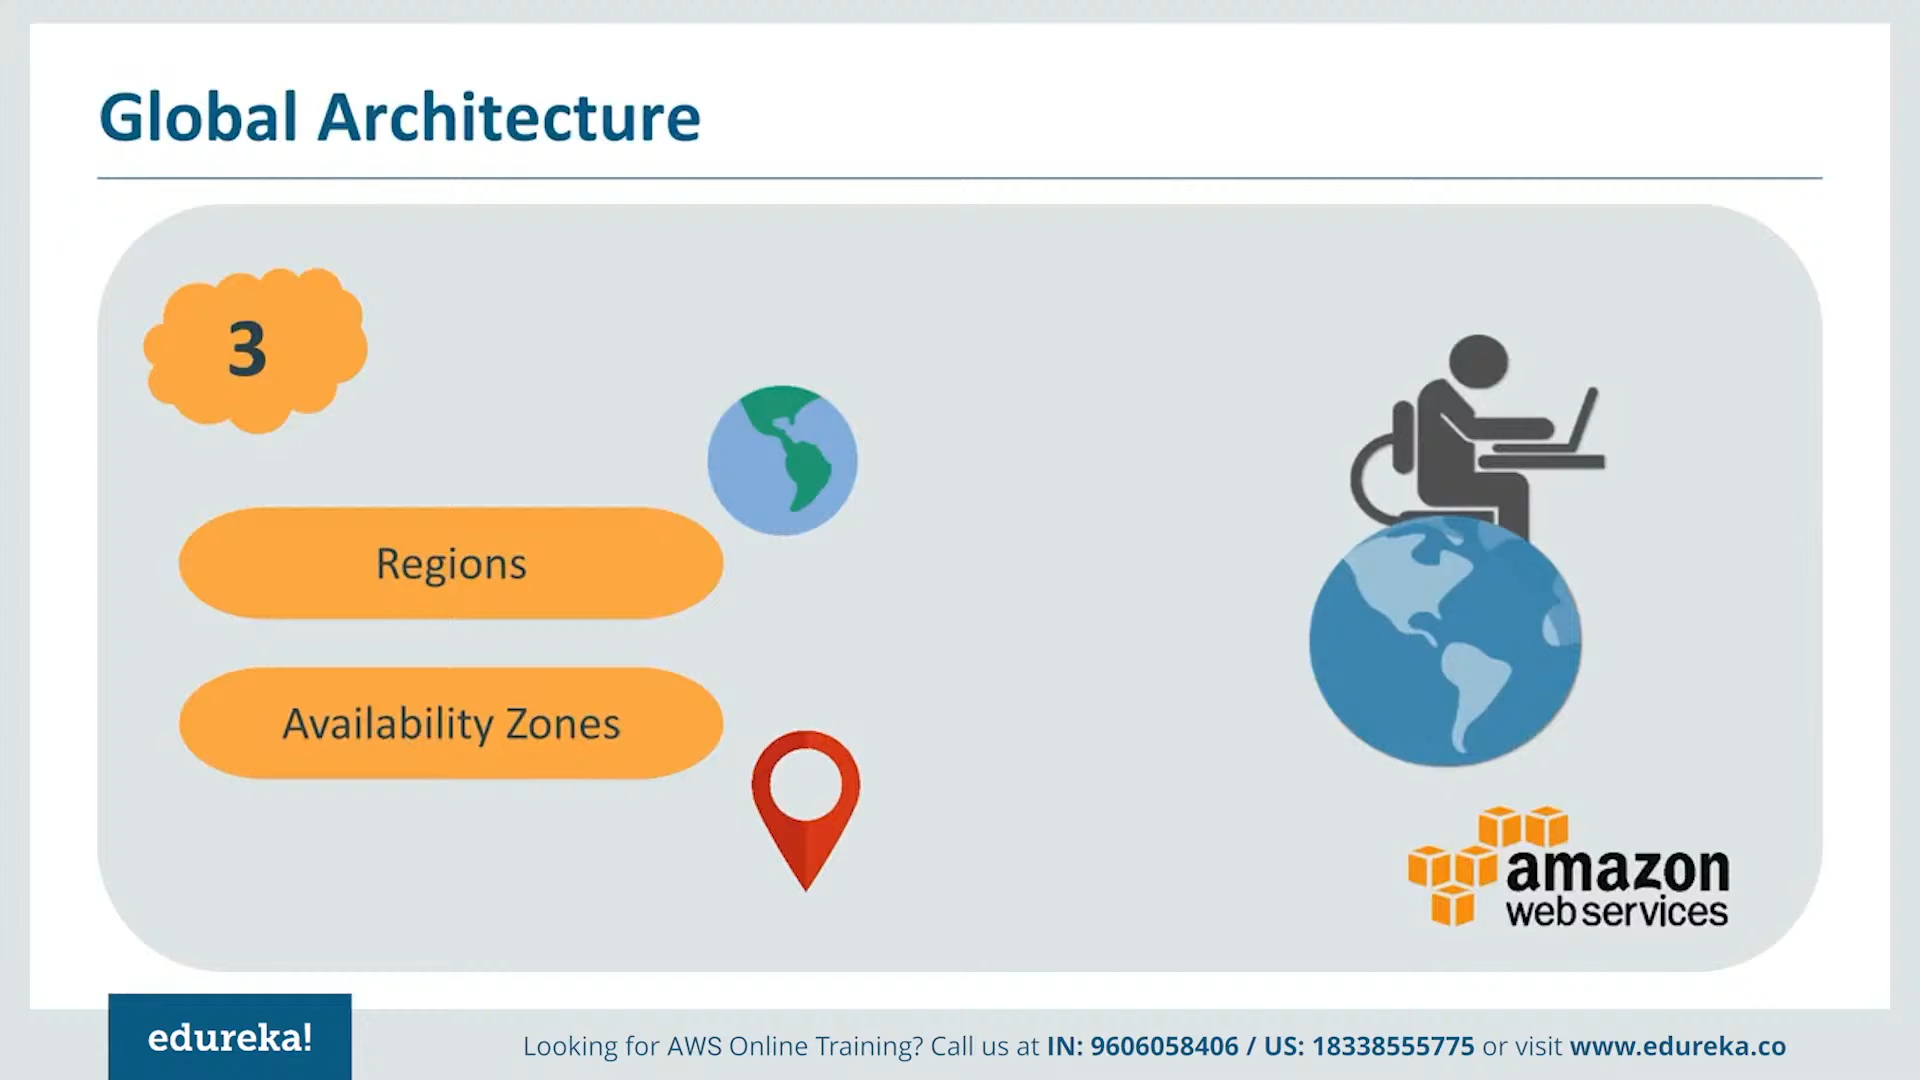 Global Architecture
3
Regions
Availability Zones
amazon
web services
edureka!
Looking for AWS Online Training? Call us at IN: 9606058406 / US: 18338555775 or visit www.edureka.co